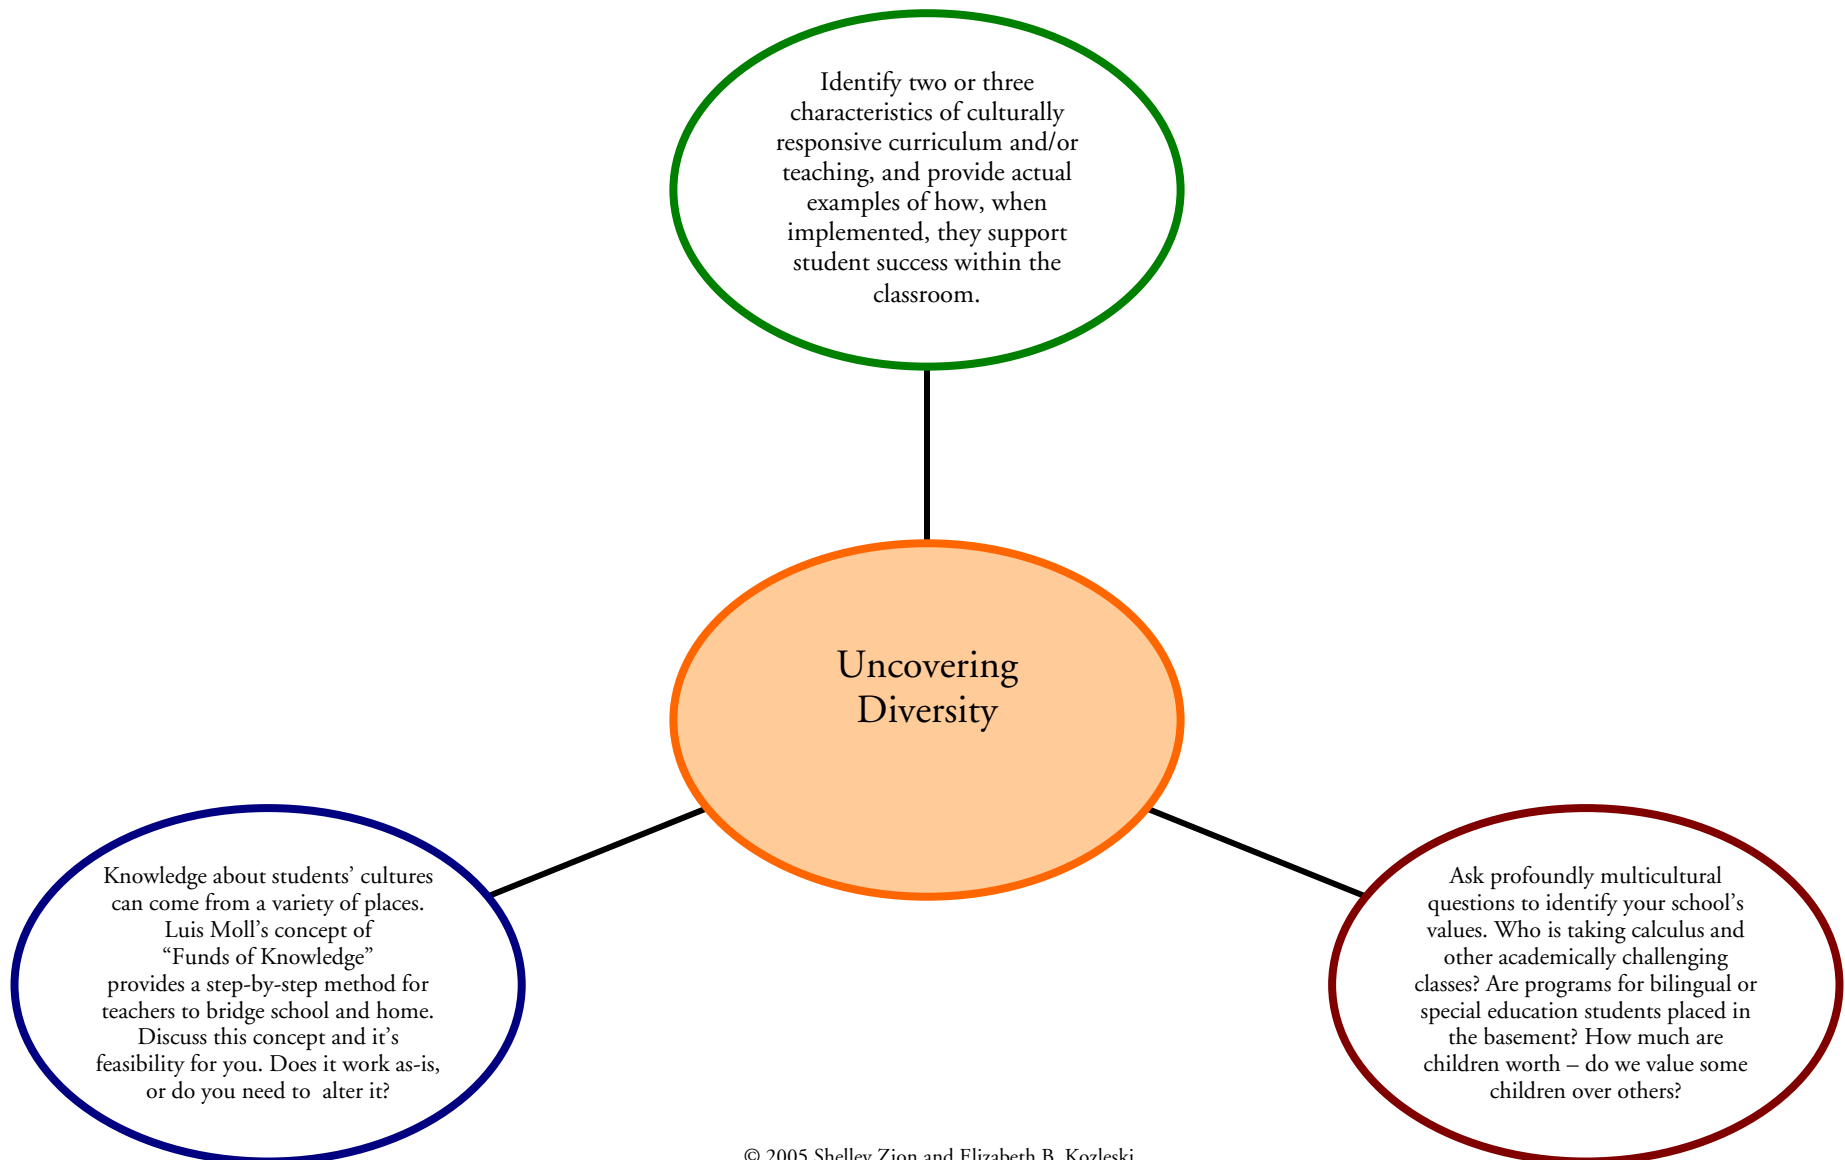 Identify two or three
characteristics of culturally
responsive curriculum and/or
teaching, and provide actual
examples of how, when
implemented, they support
student success within the
classroom.
Uncovering
Diversity
Knowledge about students’ cultures
can come from a variety of places.
Luis Moll’s concept of
“Funds of Knowledge”
provides a step-by-step method for
teachers to bridge school and home.
Discuss this concept and it’s
feasibility for you. Does it work as-is,
or do you need to  alter it?
Ask profoundly multicultural
questions to identify your school’s
values. Who is taking calculus and
other academically challenging
classes? Are programs for bilingual or
special education students placed in
the basement? How much are
children worth – do we value some
children over others?
© 2005 Shelley Zion and Elizabeth B. Kozleski